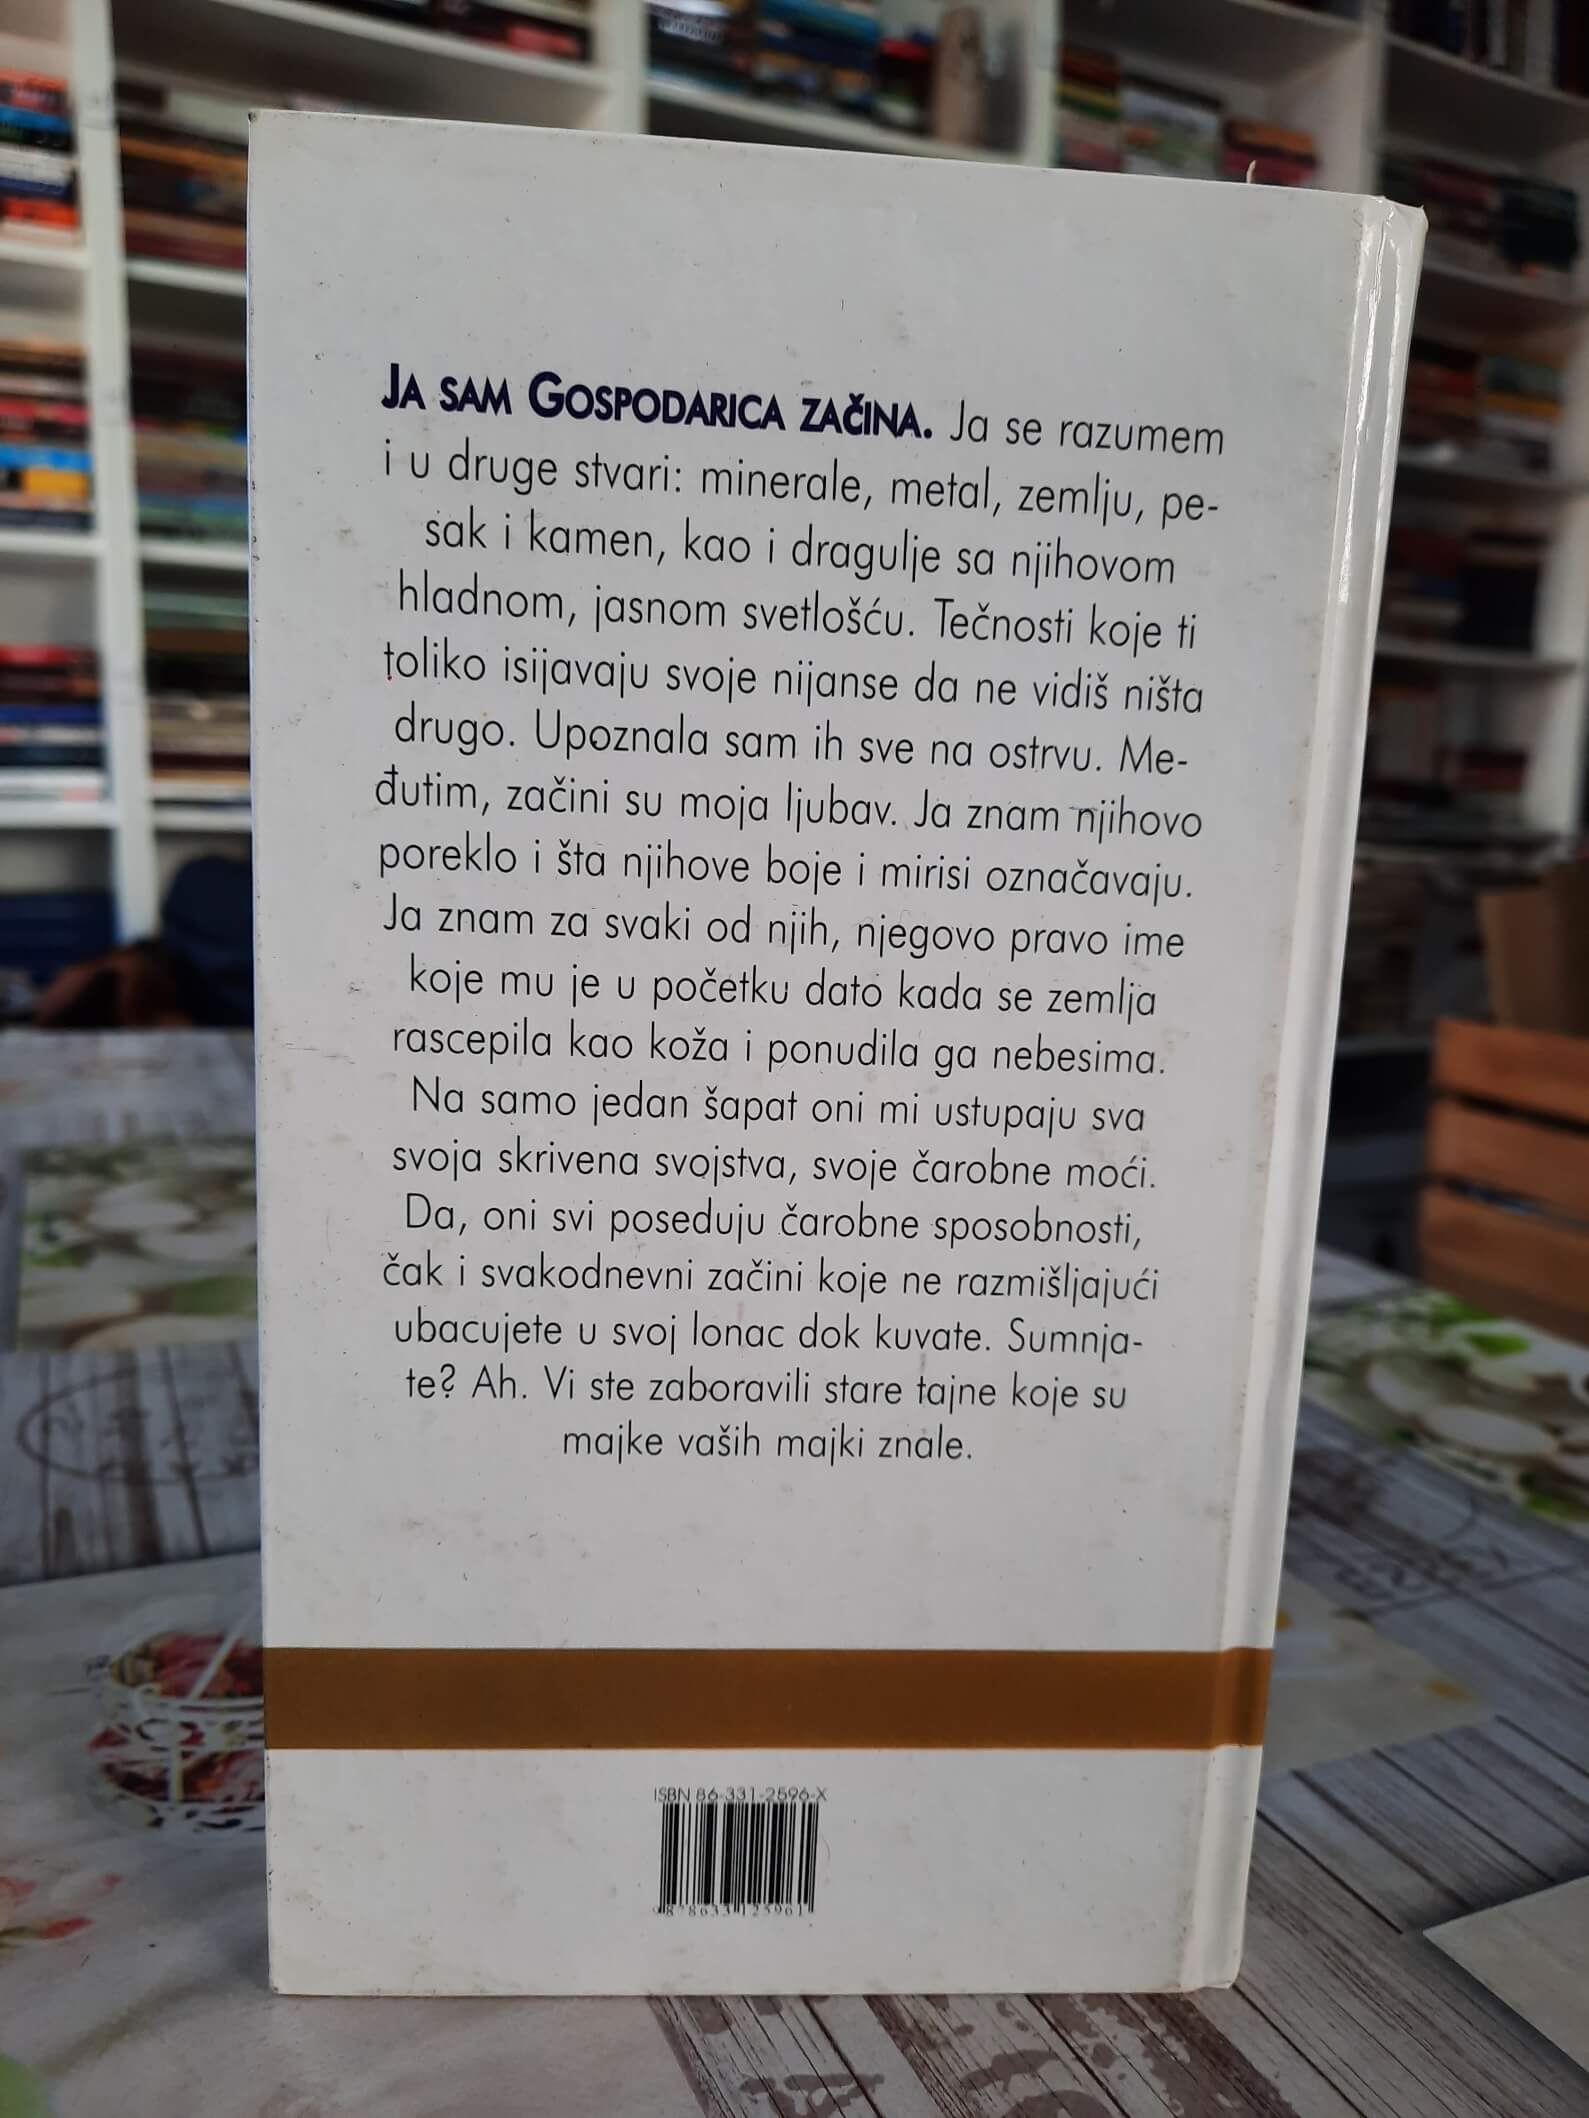 JA SAM GOSPODARICA ZAČINA. Ja se razumem
i u druge stvari: minerale, metal, zemlju, pe-
sak i kamen, kao i dragulje sa njihovom
hladnom, jasnom svetlošću. Tečnosti koje ti
toliko isijavaju svoje nijanse da ne vidiš ništa
drugo. Upoznala sam ih sve na ostrvu. Me-
đutim, začini su moja ljubav. Ja znam njihovo
poreklo i šta njihove boje i mirisi označavaju.
Ja znam za svaki od njih, njegovo pravo ime
koje mu je u početku dato kada se zemlja
rascepila kao koža i ponudila ga nebesima.
Na samo jedan šapat oni mi ustupaju sva
svoja skrivena svojstva, svoje čarobne moći.
Da, oni svi poseduju čarobne sposobnosti,
čak i svakodnevni začini koje ne razmišljajući
ubacujete u svoj lonac dok kuvate. Sumnja-
te? Ah. Vi ste zaboravili stare tajne koje su
majke vaših majki znale.
ISBN 86-331-2596-X
9 788633 125961